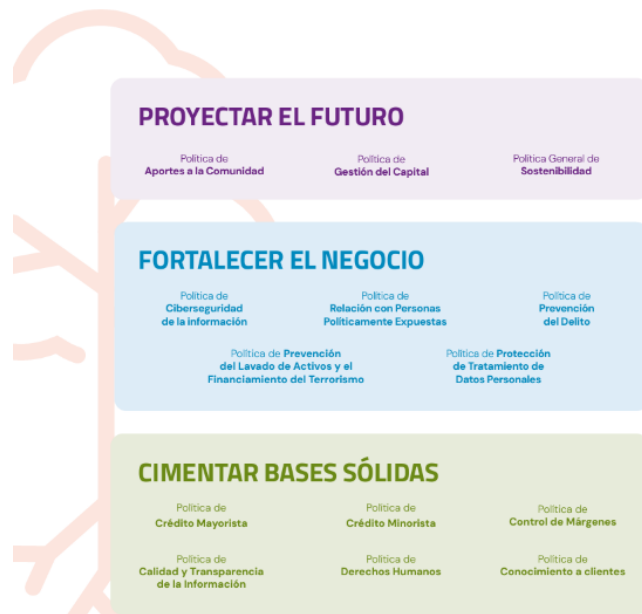 PROYECTAR EL FUTURO
Política de
Aportes a la Comunidad
Política de
Gestión del Capital
Política General de
Sostenibilidad
FORTALECER EL NEGOCIO
Política de
Ciberseguridad
de la información
Política de
Relación con Personas
Políticamente Expuestas
Política de
Prevención
del Delito
Política de Prevención
del Lavado de Activos y el
Financiamiento del Terrorismo
Política de Protección
de Tratamiento de
Datos Personales
CIMENTAR BASES SÓLIDAS
Política de
Crédito Mayorista
Política de
Crédito Minorista
Política de
Control de Márgenes
Política de
Calidad y Transparencia
de la Información
Política de
Derechos Humanos
Política de
Conocimiento a clientes